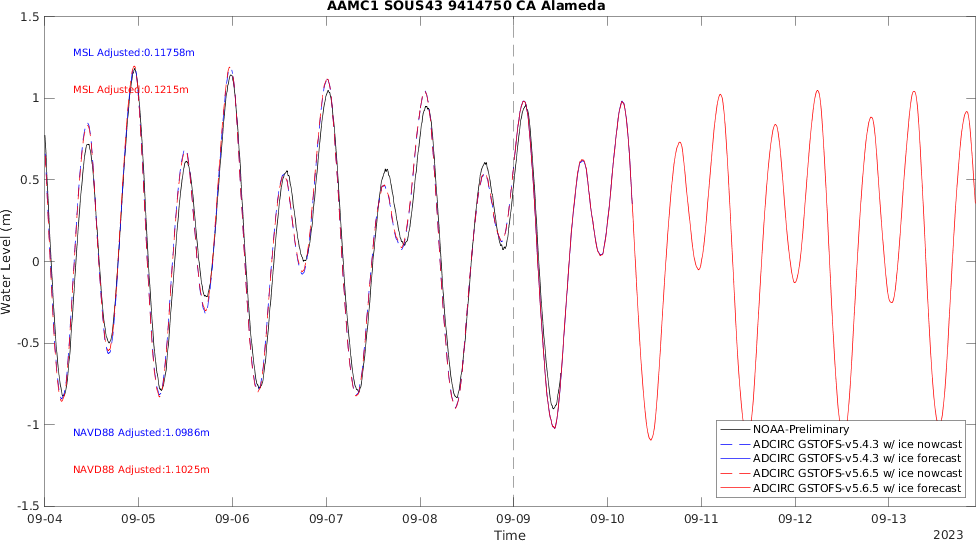 AAMC1 SOUS43 9414750 CA Alameda
1.5
1
0.5
0
-0.5
-1
-1.5
Water Level (m)
MSL Adjusted:0.11758m
MSL Adjusted:0.1215m
NAVD88 Adjusted:1.0986m
NAVD88 Adjusted:1.1025m
NOAA-Preliminary
ADCIRC GSTOFS-v5.4.3 w/ ice nowcast
ADCIRC GSTOFS-v5.4.3 w/ ice forecast
ADCIRC GSTOFS-v5.6.5 w/ ice nowcast
ADCIRC GSTOFS-v5.6.5 w/ ice forecast
09-04 09-05 09-06 09-07 09-08 09-09 09-10 09-11 09-12 09-13
Time
2023